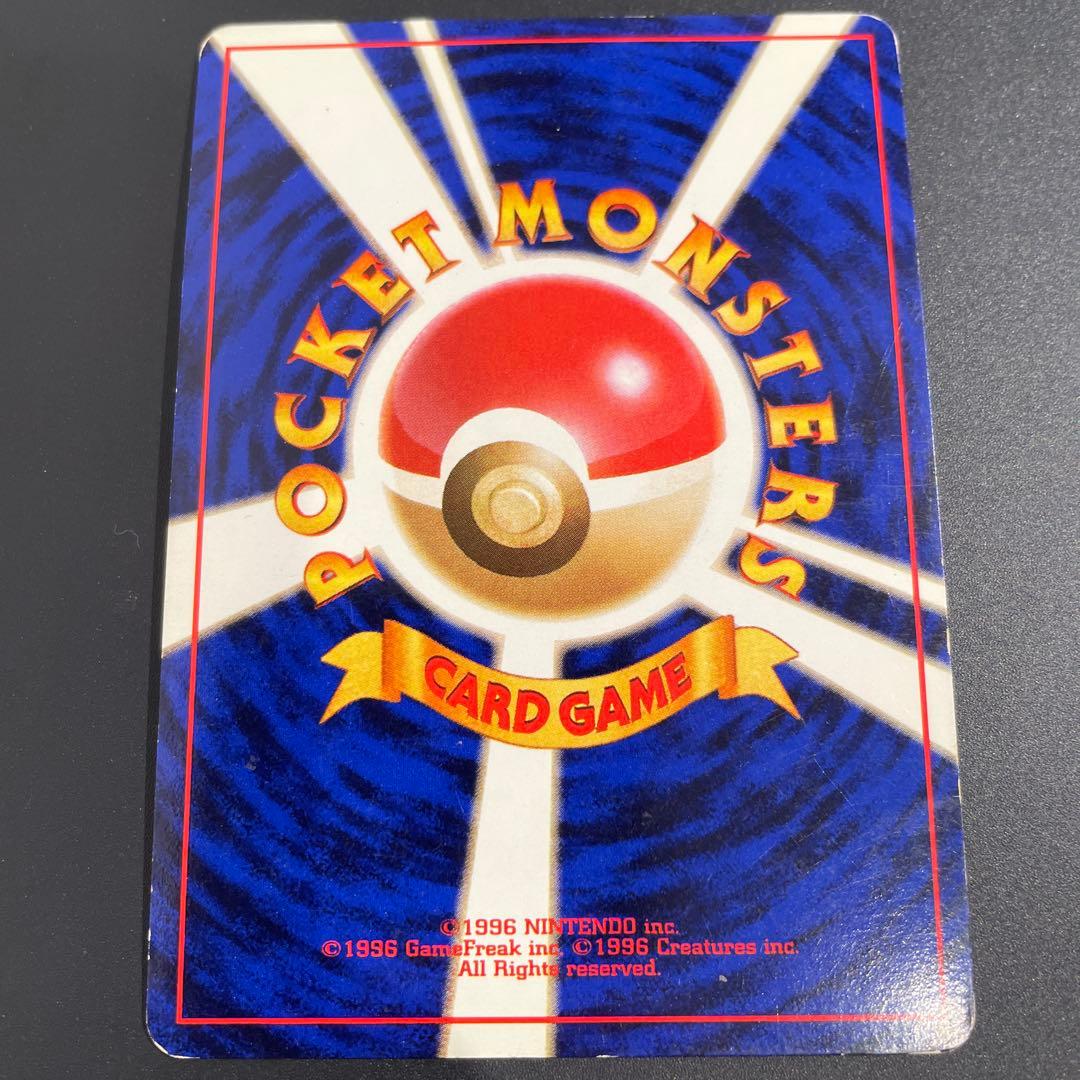 POCKET MONSTERS
CARD GAME
©1996 NINTENDO inc.
©1996 GameFreak inc. ©1996 Creatures inc.
All Rights reserved.